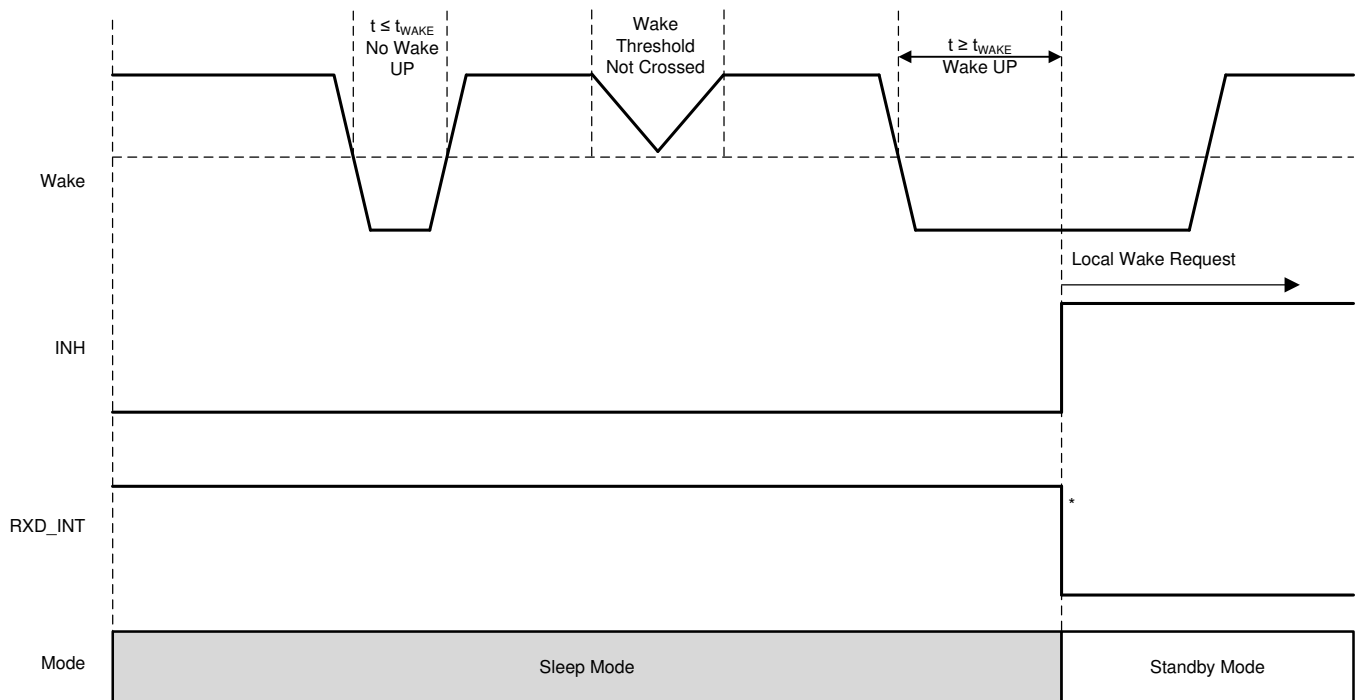 t ≤ tWAKE
No Wake
UP
Wake
Threshold
Not Crossed
t ≥ tWAKE
Wake UP
Wake
Local Wake Request
INH
RXD_INT
*
Mode
Sleep Mode
Standby Mode